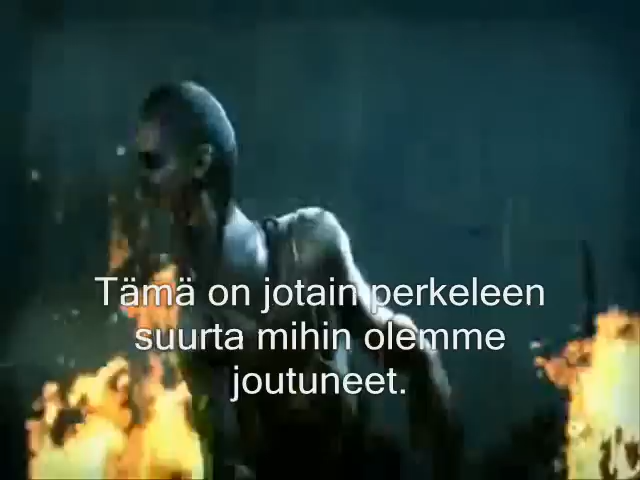 Tämä on jotain perkeleen
suurta mihin olemme
joutuneet.